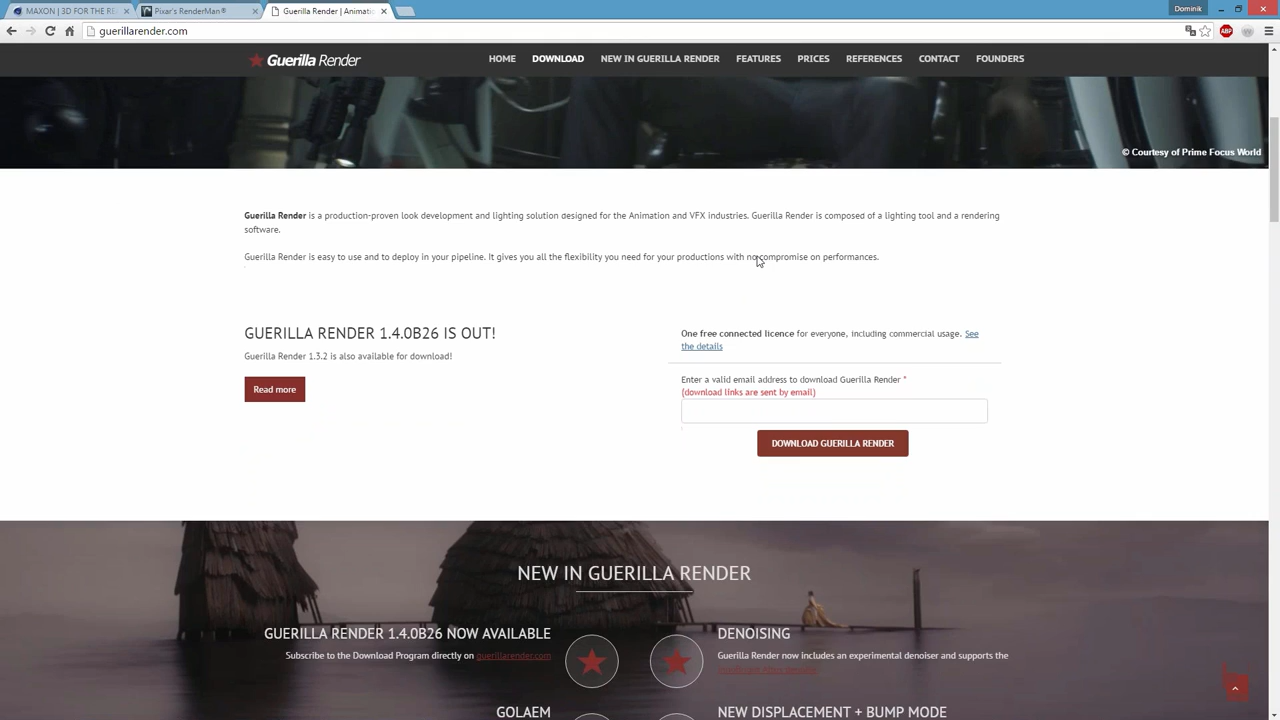 MAXON | 3D FOR THE RE
Pixar's RenderMan®
Guerilla Render | Animatio
Dominik
guerillarender.com
ABP
Guerilla Render
HOME
DOWNLOAD
NEW IN GUERILLA RENDER
FEATURES
PRICES
REFERENCES
CONTACT
FOUNDERS
© Courtesy of Prime Focus World
Guerilla Render is a production-proven look development and lighting solution designed for the Animation and VFX industries. Guerilla Render is composed of a lighting tool and a rendering
software.
Guerilla Render is easy to use and to deploy in your pipeline. It gives you all the flexibility you need for your productions with no compromise on performances.
GUERILLA RENDER 1.4.0B26 IS OUT!
Guerilla Render 1.3.2 is also available for download!
Read more
One free connected licence for everyone, including commercial usage. See
the details
Enter a valid email address to download Guerilla Render *
(download links are sent by email)
DOWNLOAD GUERILLA RENDER
NEW IN GUERILLA RENDER
GUERILLA RENDER 1.4.0B26 NOW AVAILABLE
Subscribe to the Download Program directly on guerillarender.com
DENOISING
Guerilla Render now includes an experimental denoiser and supports the
GOLAEM
NEW DISPLACEMENT + BUMP MODE